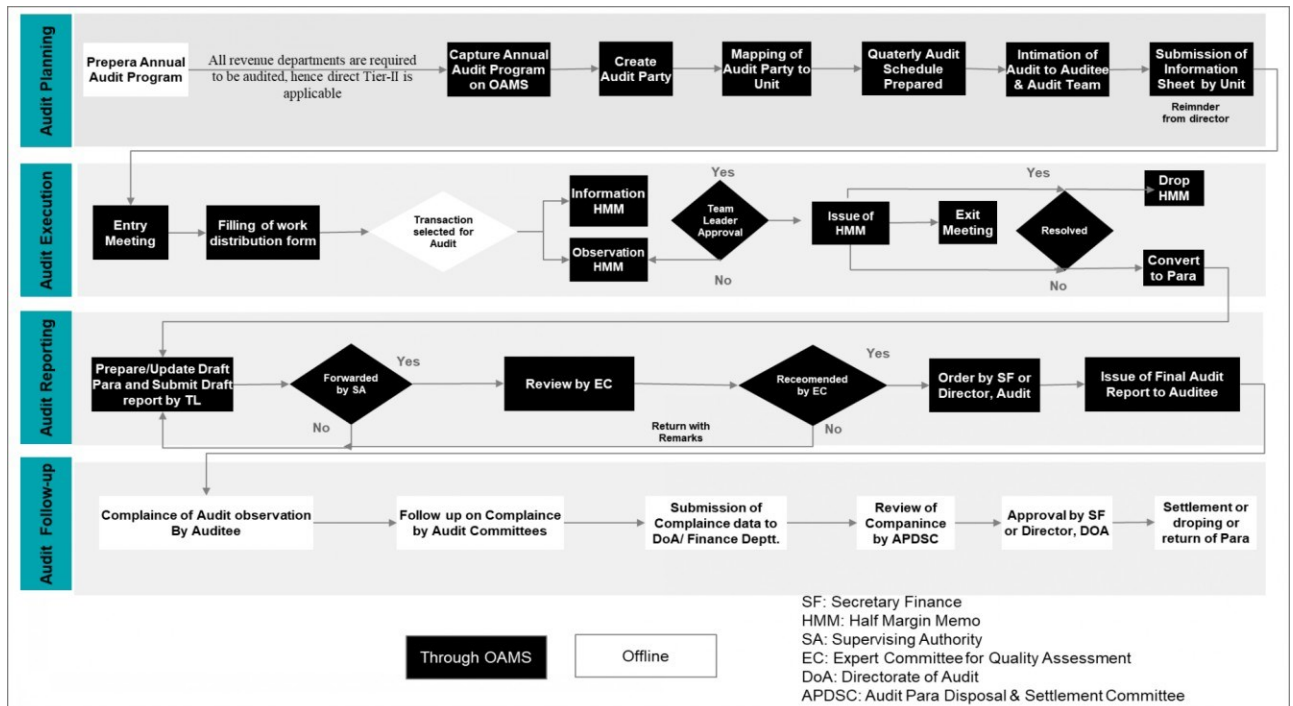 Audit Planning
Prepera Annual
Audit Program
All revenue departments are required
to be audited, hence direct Tier-II is
applicable
Capture Annual
Audit Program
on OAMS
Create
Audit Party
Mapping of
Audit Party to
Unit
Quaterly Audit
Schedule
Prepared
Intimation of
Audit to Auditee
& Audit Team
Submission of
Information
Sheet by Unit
Reimnder
from director
Audit Execution
Entry
Meeting
Filling of work
distribution form
Transaction
selected for
Audit
Information
HMM
Observation
HMM
Yes
Team
Leader
Approval
No
Issue of
HMM
Exit
Meeting
Yes
Resolved
No
Drop
HMM
Convert
to Para
Audit Reporting
Prepare/Update Draft
Para and Submit Draft
report by TL
Forwarded
by SA
Yes
No
Review by EC
Return with
Remarks
Receomended
by EC
Yes
No
Order by SF or
Director, Audit
Issue of Final Audit
Report to Auditee
Audit Follow-up
Complaince of Audit observation
By Auditee
Follow up on Complaince
by Audit Committees
Submission of
Complaince data to
DoA/ Finance Deptt.
Review of
Companince
by APDSC
Approval by SF
or Director, DOA
Settlement or
droping or
return of Para
Through OAMS
Offline
SF: Secretary Finance
HMM: Half Margin Memo
SA: Supervising Authority
EC: Expert Committee for Quality Assessment
DoA: Directorate of Audit
APDSC: Audit Para Disposal & Settlement Committee